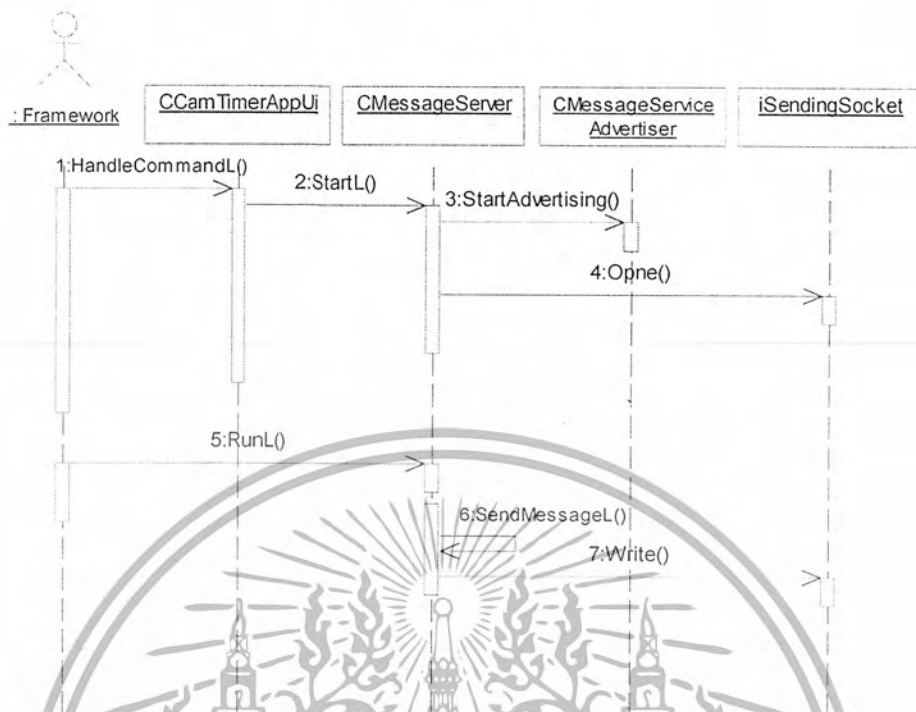 : Framework
CCamTimerAppUi
CMessageServer
CMessageService
Advertiser
iSendingSocket
1:HandleCommandL()
2:StartL()
3:StartAdvertising()
4:Opne()
5:RunL()
6:SendMessageL()
7:Write()